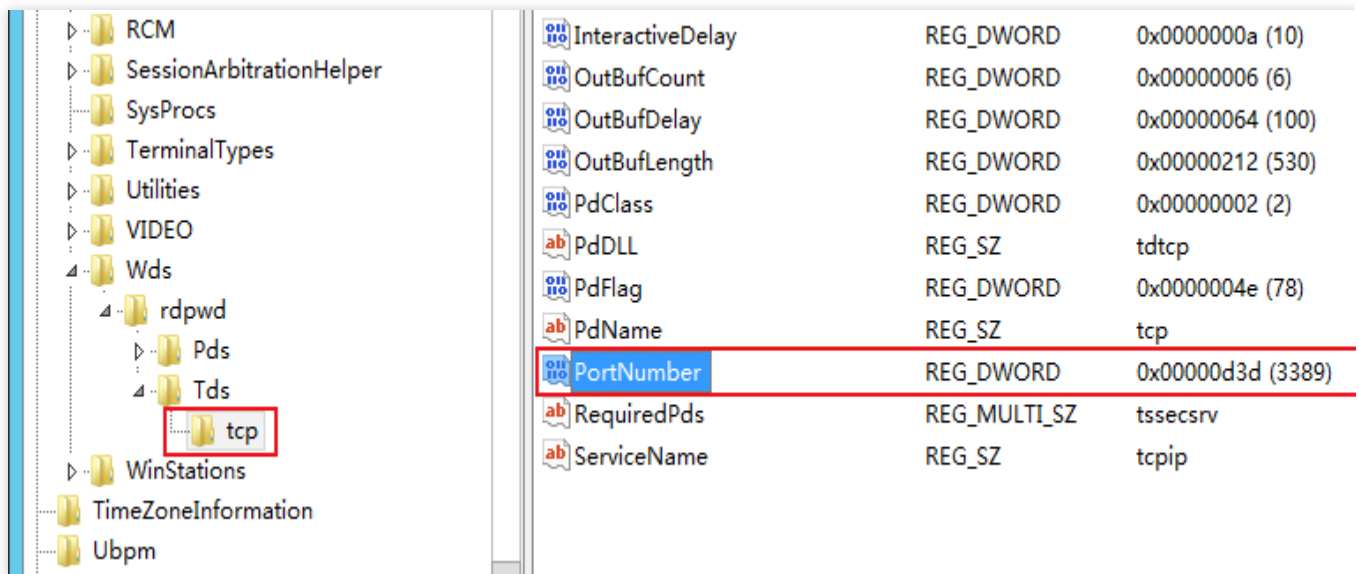 RCM
SessionArbitrationHelper
SysProcs
TerminalTypes
Utilities
VIDEO
Wds
rdpwd
Pds
Tds
tcp
WinStations
TimeZoneInformation
Ubpm
InteractiveDelay REG_DWORD 0x0000000a (10)
OutBufCount REG_DWORD 0x00000006 (6)
OutBufDelay REG_DWORD 0x00000064 (100)
OutBufLength REG_DWORD 0x00000212 (530)
PdClass REG_DWORD 0x00000002 (2)
PdDLL REG_SZ tdtcp
PdFlag REG_DWORD 0x0000004e (78)
PdName REG_SZ tcp
PortNumber REG_DWORD 0x00000d3d (3389)
RequiredPds REG_MULTI_SZ tssecsrv
ServiceName REG_SZ tcpip